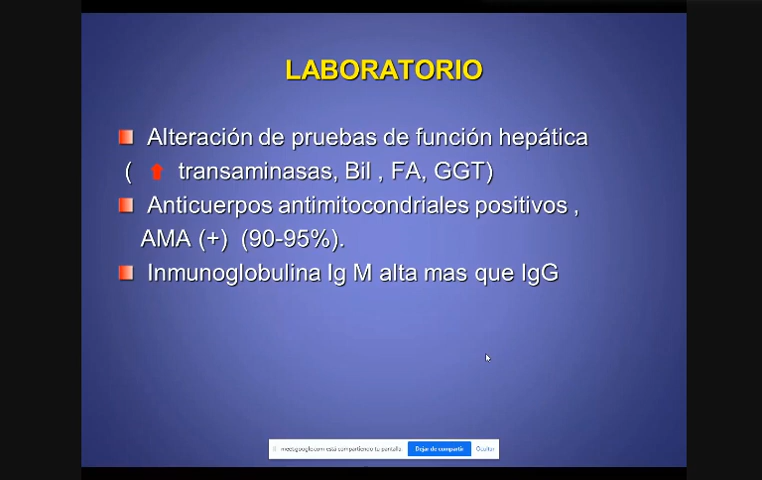 LABORATORIO
Alteración de pruebas de función hepática
( transaminasas, Bil , FA, GGT)
Anticuerpos antimitocondriales positivos ,
AMA (+) (90-95%).
Inmunoglobulina Ig M alta mas que IgG
meet.google.com está compartiendo tu pantalla. Dejar de compartir Ocultar